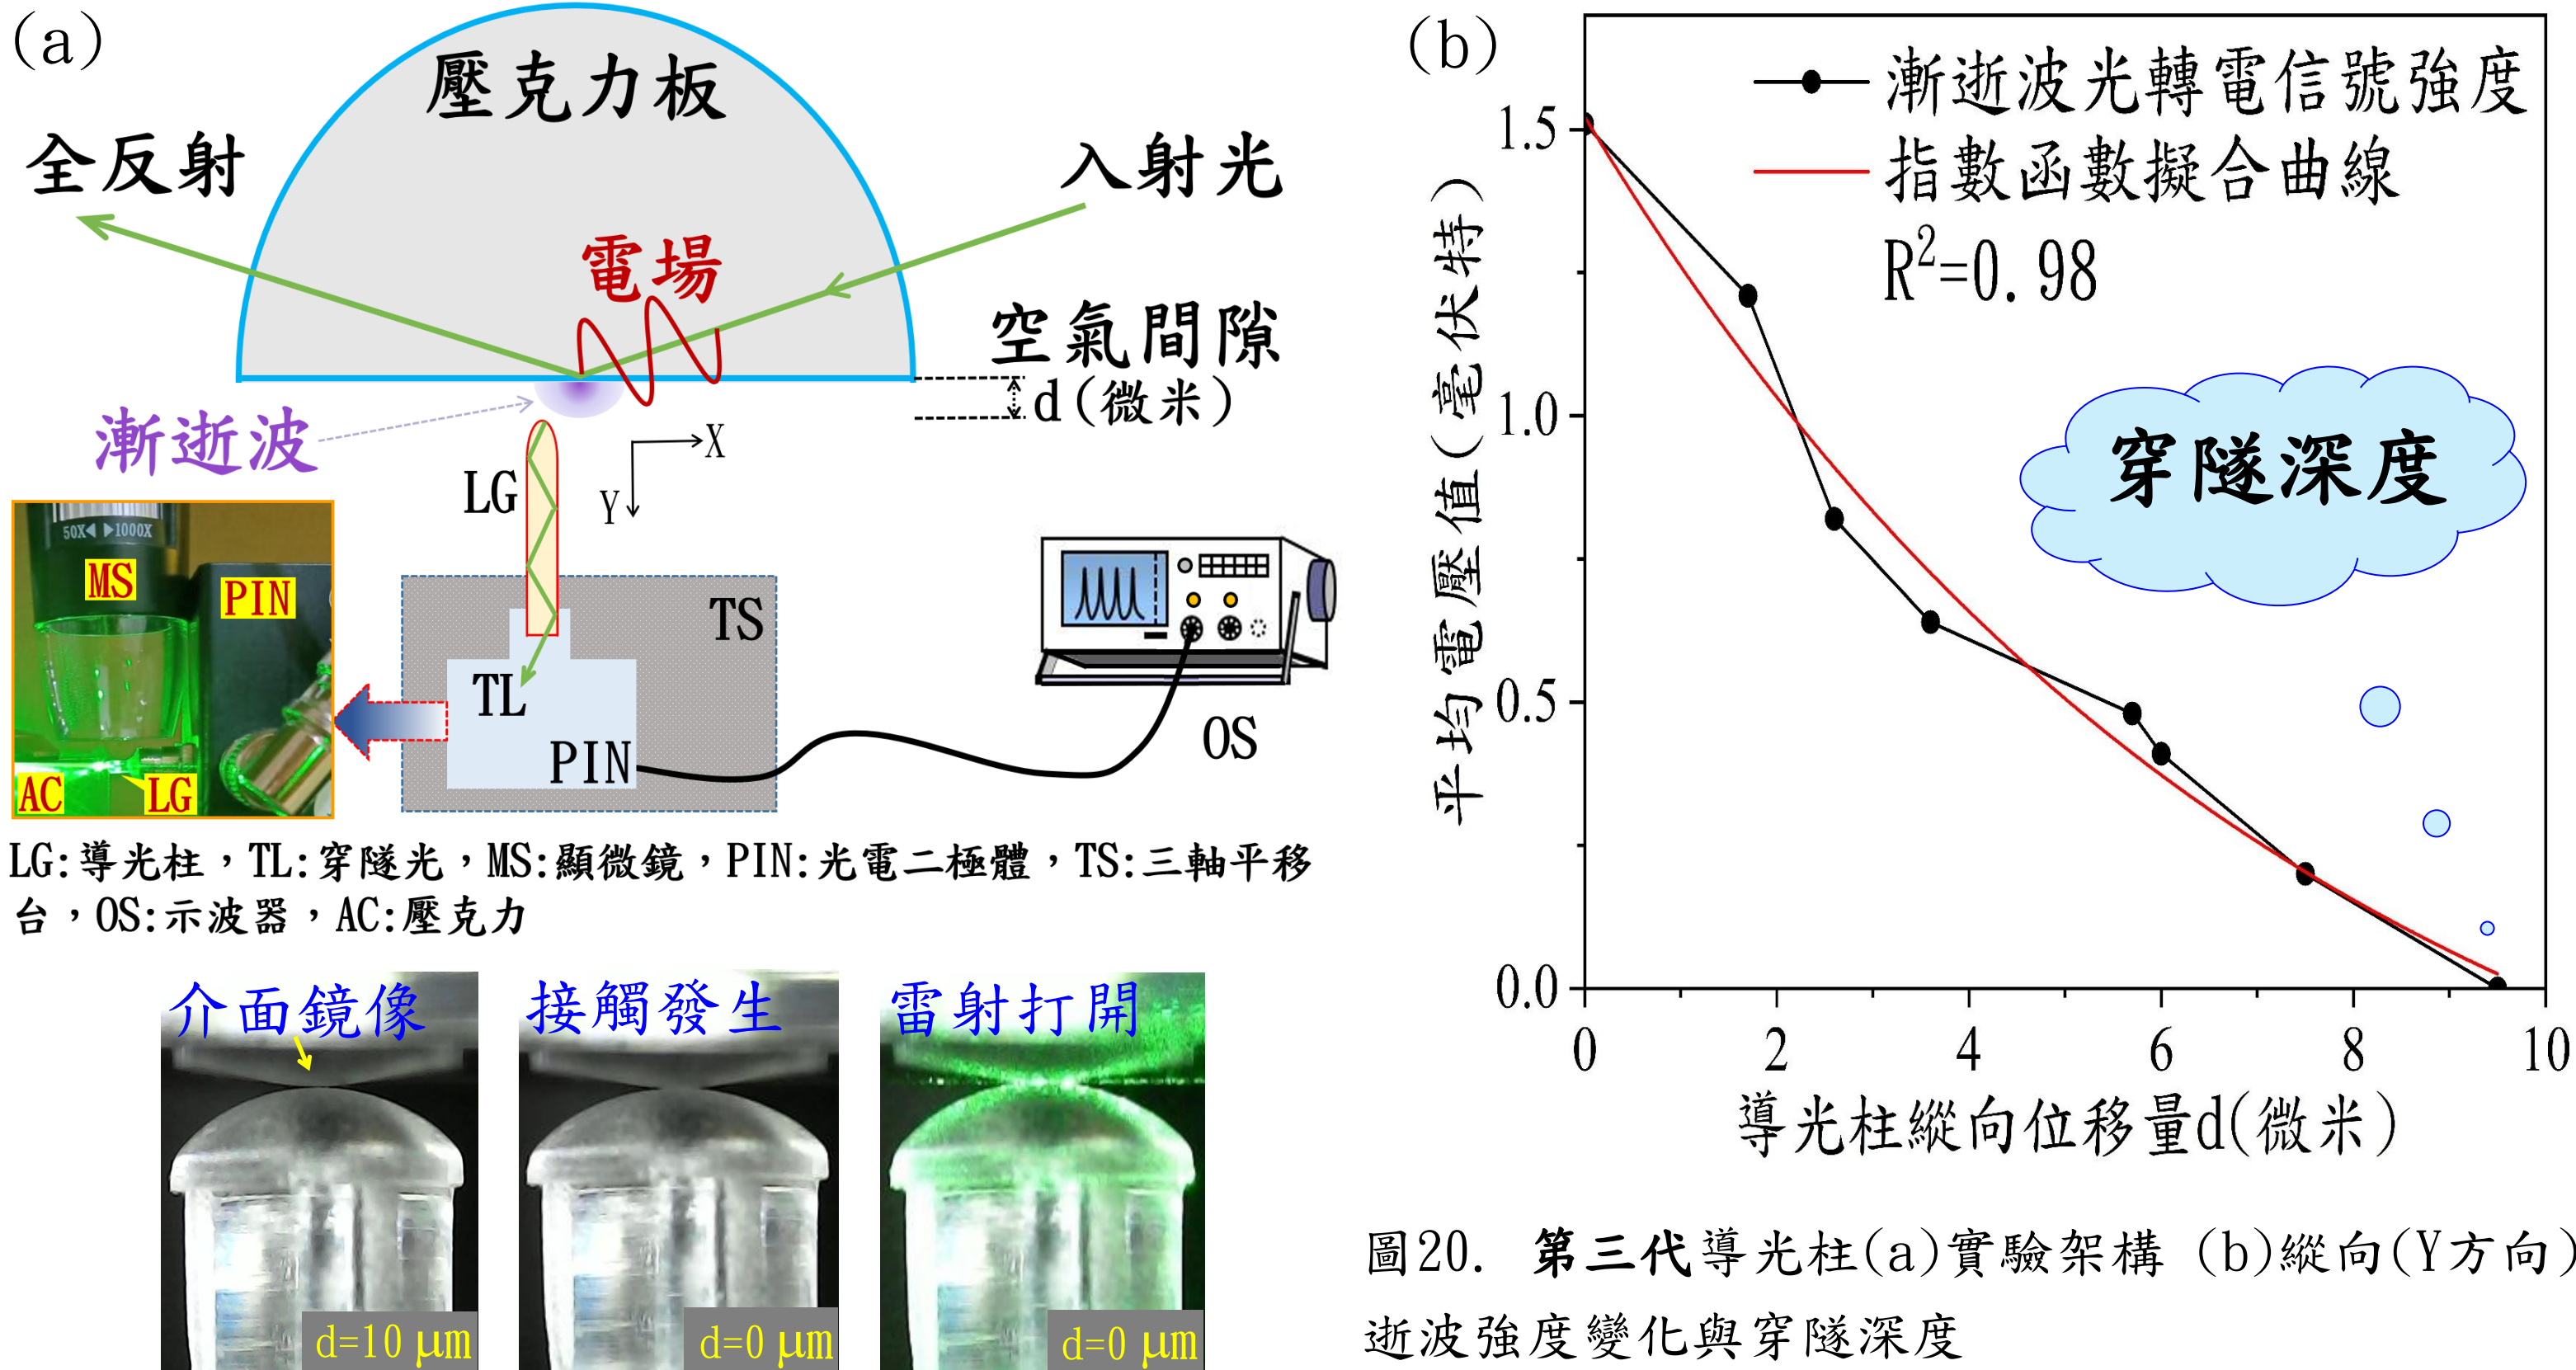 (a)
壓克力板
全反射
入射光
電場
空氣間隙
d(微米)
漸逝波
X
Y
LG
50X◀ ▶1000X
MS
PIN
AC
LG
TS
TL
PIN
OS
LG:導光柱，TL:穿隧光，MS:顯微鏡，PIN:光電二極體，TS:三軸平移
台，OS:示波器，AC:壓克力
介面鏡像
d=10 μm
接觸發生
d=0 μm
雷射打開
d=0 μm
(b)
漸逝波光轉電信號強度
指數函數擬合曲線
R²=0.98
穿隧深度
平均電壓值(毫伏特)
1.5
1.0
0.5
0.0
0 2 4 6 8 10
導光柱縱向位移量d(微米)
圖20. 第三代導光柱(a)實驗架構 (b)縱向(Y方向)
逝波強度變化與穿隧深度